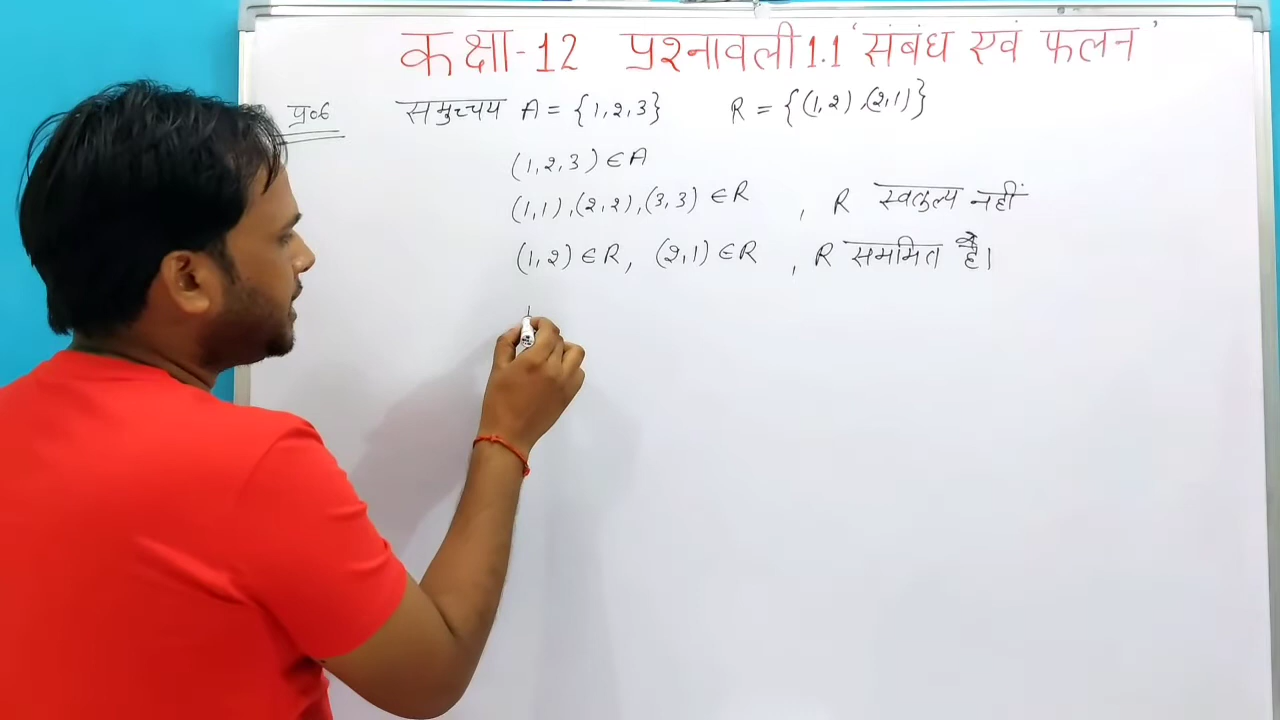 कक्षा-12 प्रश्नावली 1.1 'संबंध एवं फलन'
प्र०6 समुच्चय A = {1,2,3} R = {(1,2),(2,1)}
(1,2,3) ∈ A
(1,1),(2,2),(3,3) ∈ R , R स्वतुल्य नहीं
(1,2) ∈ R, (2,1) ∈ R , R सममित है।